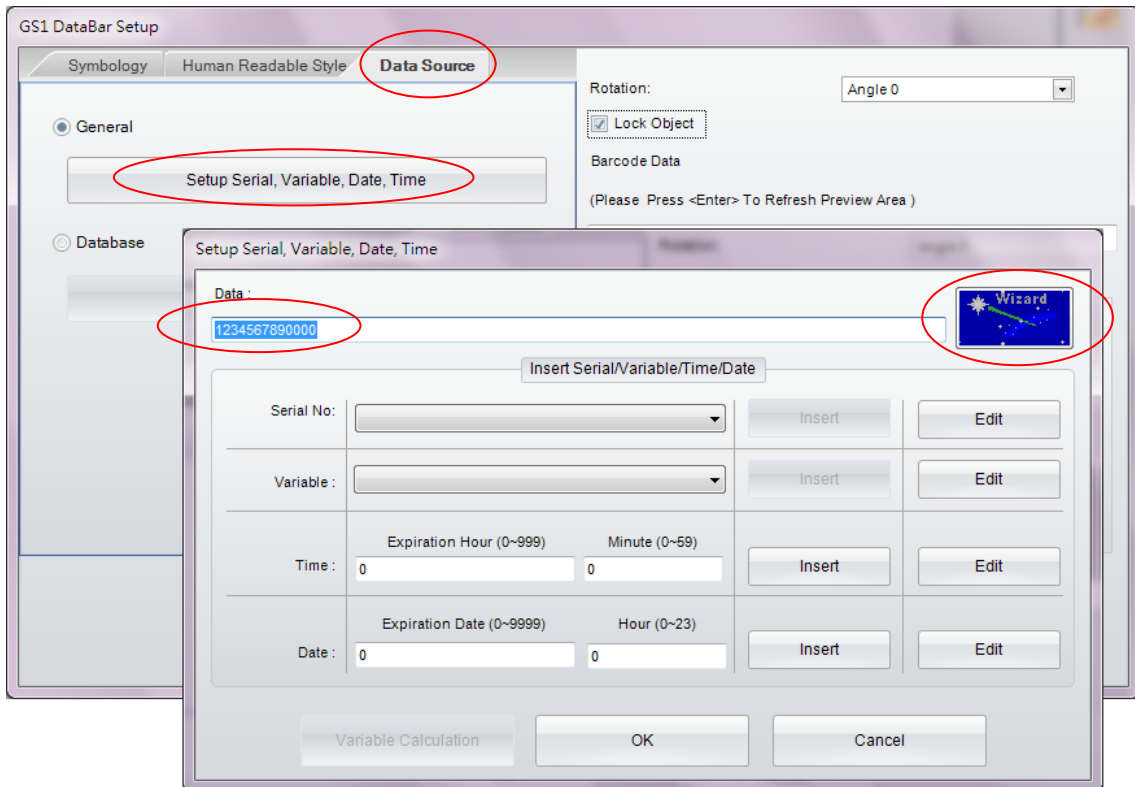 GS1 DataBar Setup
Symbology Human Readable Style Data Source
General
Setup Serial, Variable, Date, Time
Database
Rotation: Angle 0
Lock Object
Barcode Data
(Please Press <Enter> To Refresh Preview Area )
Setup Serial, Variable, Date, Time
Data :
1234567890000
Wizard
Insert Serial/Variable/Time/Date
Serial No: Insert Edit
Variable : Insert Edit
Expiration Hour (0~999) Minute (0~59)
Time : 0 0 Insert Edit
Expiration Date (0~9999) Hour (0~23)
Date : 0 0 Insert Edit
Variable Calculation OK Cancel